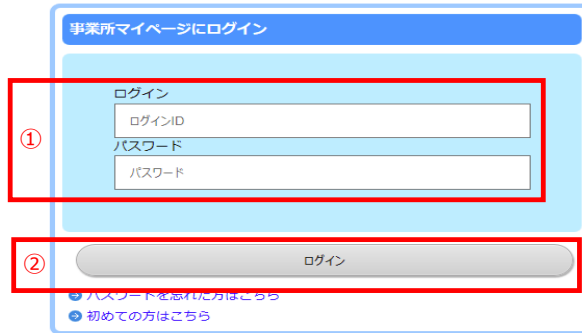 事業所マイページにログイン
ログイン
ログインID
①
パスワード
パスワード
②
ログイン
パスワードを忘れた方はこちら
初めての方はこちら